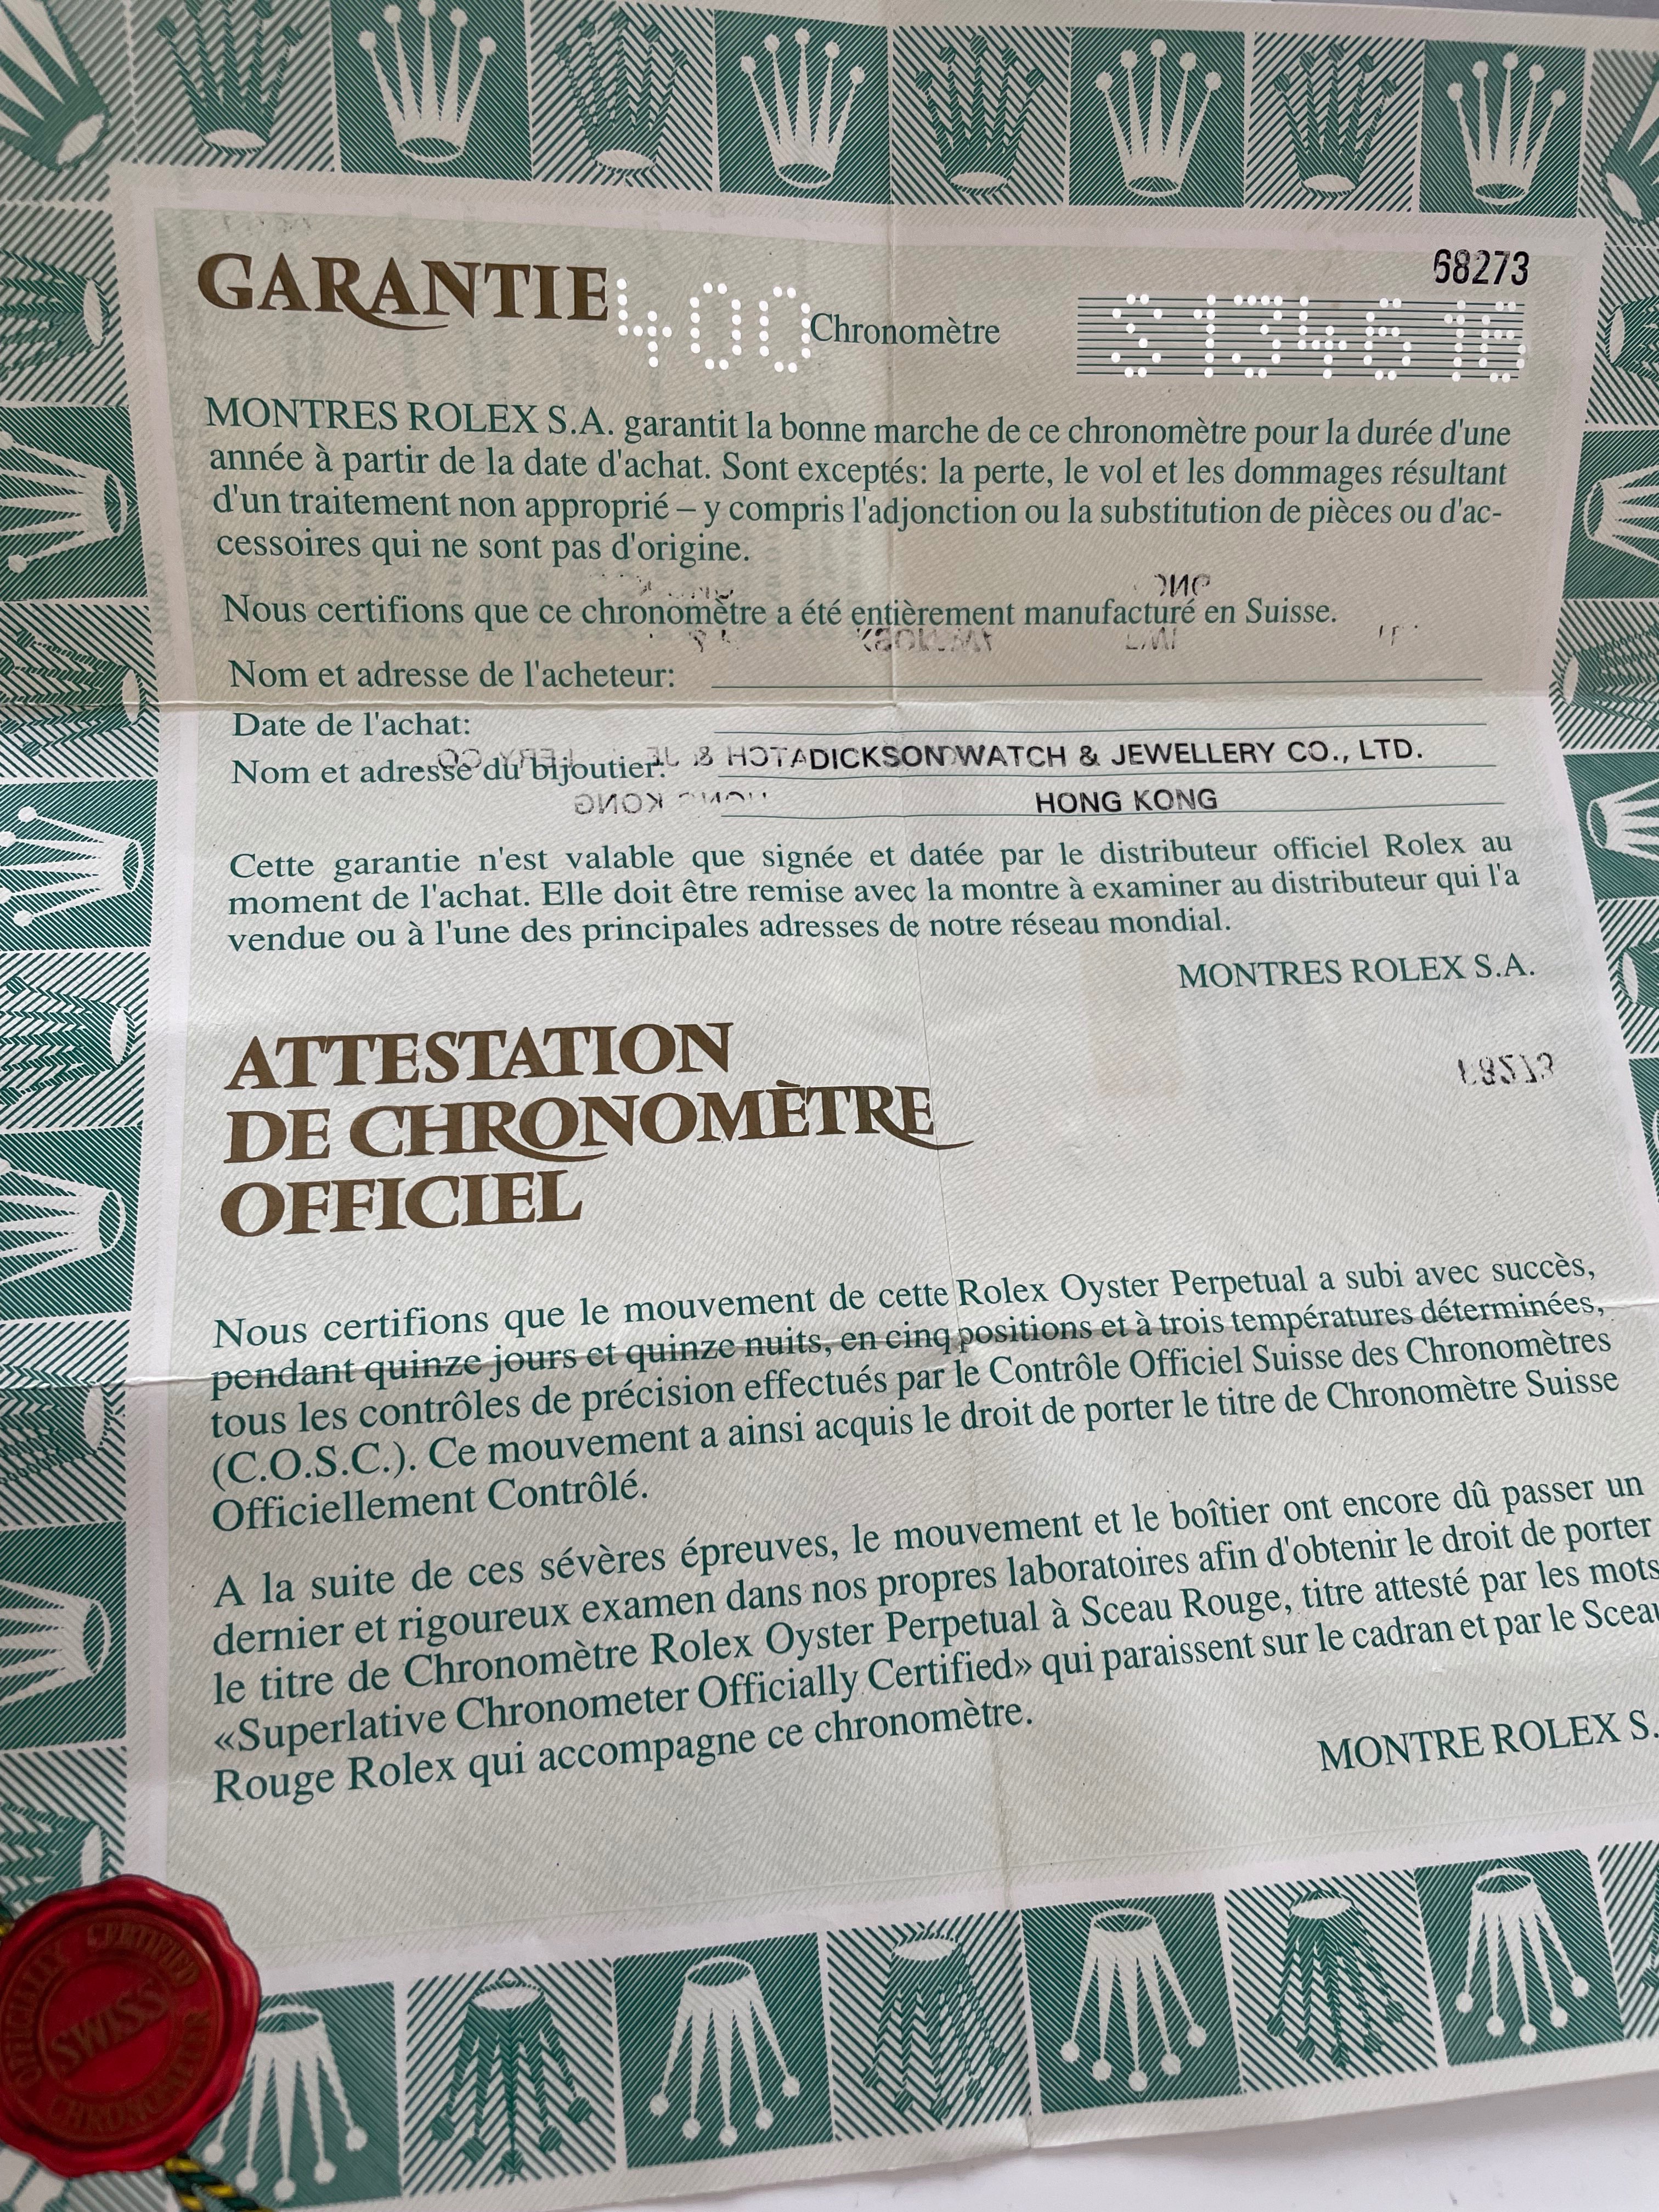 68273
GARANTIE 400 Chronomètre
MONTRES ROLEX S.A. garantit la bonne marche de ce chronomètre pour la durée d'une
année à partir de la date d'achat. Sont exceptés: la perte, le vol et les dommages résultant
d'un traitement non approprié – y compris l'adjonction ou la substitution de pièces ou d'ac-
cessoires qui ne sont pas d'origine.
Nous certifions que ce chronomètre a été entièrement manufacturé en Suisse.
Nom et adresse de l'acheteur:
Date de l'achat:
Nom et adresse du bijoutier: DICKSON WATCH & JEWELLERY CO., LTD.
HONG KONG
Cette garantie n'est valable que signée et datée par le distributeur officiel Rolex au
moment de l'achat. Elle doit être remise avec la montre à examiner au distributeur qui l'a
vendue ou à l'une des principales adresses de notre réseau mondial.
MONTRES ROLEX S.A.
ATTESTATION
DE CHRONOMÈTRE
OFFICIEL
Nous certifions que le mouvement de cette Rolex Oyster Perpetual a subi avec succès,
pendant quinze jours et quinze nuits, en cinq positions et à trois températures déterminées,
tous les contrôles de précision effectués par le Contrôle Officiel Suisse des Chronomètres
(C.O.S.C.). Ce mouvement a ainsi acquis le droit de porter le titre de Chronomètre Suisse
Officiellement Contrôlé.
A la suite de ces sévères épreuves, le mouvement et le boîtier ont encore dû passer un
dernier et rigoureux examen dans nos propres laboratoires afin d'obtenir le droit de porter
le titre de Chronomètre Rolex Oyster Perpetual à Sceau Rouge, titre attesté par les mots
«Superlative Chronometer Officially Certified» qui paraissent sur le cadran et par le Sceau
Rouge Rolex qui accompagne ce chronomètre.
MONTRE ROLEX S.
OFFICIALLY CERTIFIED
SWISS
CHRONOMETER